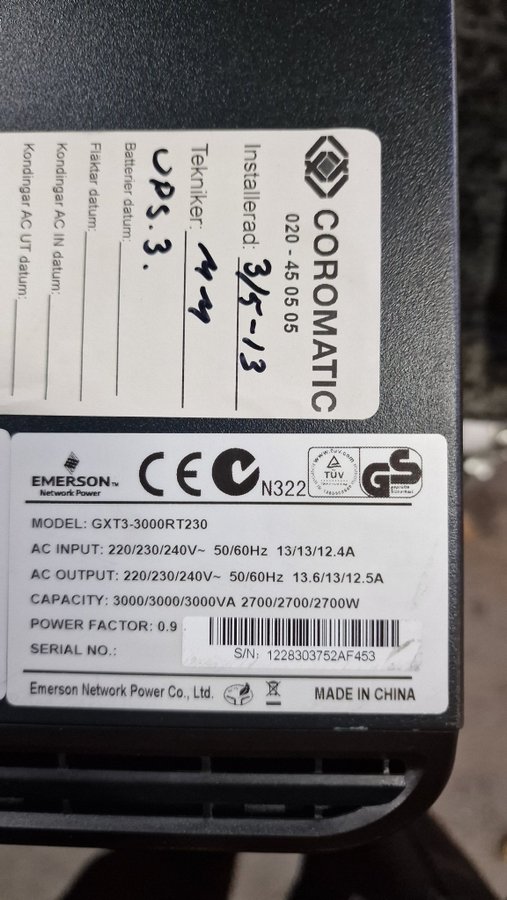 COROMATIC
020 - 45 05 05
Installerad: 3/5-13
Tekniker:
UPS. 3.
Batterier datum:
Fläktar datum:
Kondingar AC IN datum:
Kondingar AC UT datum:
EMERSON™
Network Power
CE
N322
TÜV
GS
geprüfte
Sicherheit
MODEL: GXT3-3000RT230
AC INPUT: 220/230/240V~ 50/60Hz 13/13/12.4A
AC OUTPUT: 220/230/240V~ 50/60Hz 13.6/13/12.5A
CAPACITY: 3000/3000/3000VA 2700/2700/2700W
POWER FACTOR: 0.9
SERIAL NO.:
S/N: 1228303752AF453
Emerson Network Power Co., Ltd.
MADE IN CHINA